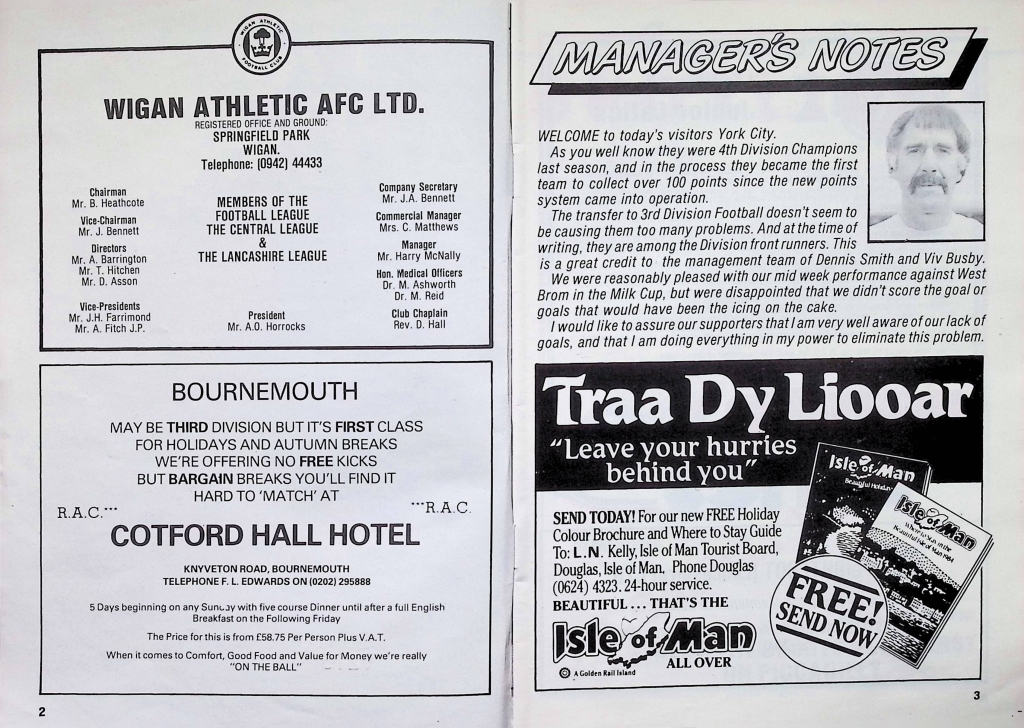 WIGAN ATHLETIC
FOOTBALL CLUB
WIGAN ATHLETIC AFC LTD.
REGISTERED OFFICE AND GROUND:
SPRINGFIELD PARK
WIGAN.
Telephone: (0942) 44433
Chairman
Mr. B. Heathcote
Vice-Chairman
Mr. J. Bennett
Directors
Mr. A. Barrington
Mr. T. Hitchen
Mr. D. Asson
Vice-Presidents
Mr. J.H. Farrimond
Mr. A. Fitch J.P.
MEMBERS OF THE
FOOTBALL LEAGUE
THE CENTRAL LEAGUE
&
THE LANCASHIRE LEAGUE
President
Mr. A.O. Horrocks
Company Secretary
Mr. J.A. Bennett
Commercial Manager
Mrs. C. Matthews
Manager
Mr. Harry McNally
Hon. Medical Officers
Dr. M. Ashworth
Dr. M. Reid
Club Chaplain
Rev. D. Hall
BOURNEMOUTH
MAY BE THIRD DIVISION BUT IT'S FIRST CLASS
FOR HOLIDAYS AND AUTUMN BREAKS
WE'RE OFFERING NO FREE KICKS
BUT BARGAIN BREAKS YOU'LL FIND IT
HARD TO 'MATCH' AT
R.A.C.*** ***R.A.C.
COTFORD HALL HOTEL
KNYVETON ROAD, BOURNEMOUTH
TELEPHONE F. L. EDWARDS ON (0202) 295888
5 Days beginning on any Sunday with five course Dinner until after a full English
Breakfast on the Following Friday
The Price for this is from £58.75 Per Person Plus V.A.T.
When it comes to Comfort, Good Food and Value for Money we're really
"ON THE BALL"
2
MANAGER'S NOTES
WELCOME to today's visitors York City.
As you well know they were 4th Division Champions
last season, and in the process they became the first
team to collect over 100 points since the new points
system came into operation.
The transfer to 3rd Division Football doesn't seem to
be causing them too many problems. And at the time of
writing, they are among the Division front runners. This
is a great credit to the management team of Dennis Smith and Viv Busby.
We were reasonably pleased with our mid week performance against West
Brom in the Milk Cup, but were disappointed that we didn't score the goal or
goals that would have been the icing on the cake.
I would like to assure our supporters that I am very well aware of our lack of
goals, and that I am doing everything in my power to eliminate this problem.
Traa Dy Liooar
"Leave your hurries
behind you"
SEND TODAY! For our new FREE Holiday
Colour Brochure and Where to Stay Guide
To: L.N. Kelly, Isle of Man Tourist Board,
Douglas, Isle of Man. Phone Douglas
(0624) 4323. 24-hour service.
BEAUTIFUL... THAT'S THE
Isle of Man
ALL OVER
A Golden Rail Island
Isle of Man
Beautiful Holiday
Isle of Man
Where to Stay in the
Beautiful Isle of Man 1984
FREE!
SEND NOW
3